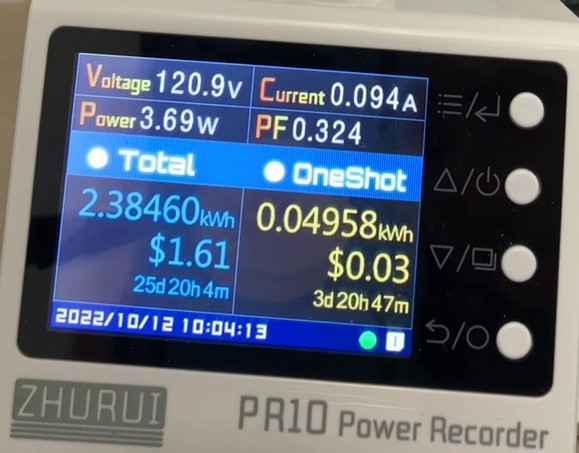 Voltage 120.9V Current 0.094A
Power 3.69W PF 0.324
Total OneShot
2.38460kWh 0.04958kWh
$1.61 $0.03
25d 20h 4m 3d 20h 47m
2022/10/12 10:04:13
ZHURUI PR10 Power Recorder